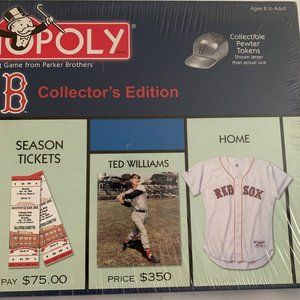 Ages 8 to Adult
NOPOLY
Game from Parker Brothers
Collectible
Pewter
Tokens
Shown larger
than actual size
B Collector's Edition
SEASON
TICKETS
PAY $75.00
TED WILLIAMS
PRICE $350
HOME
RED SOX